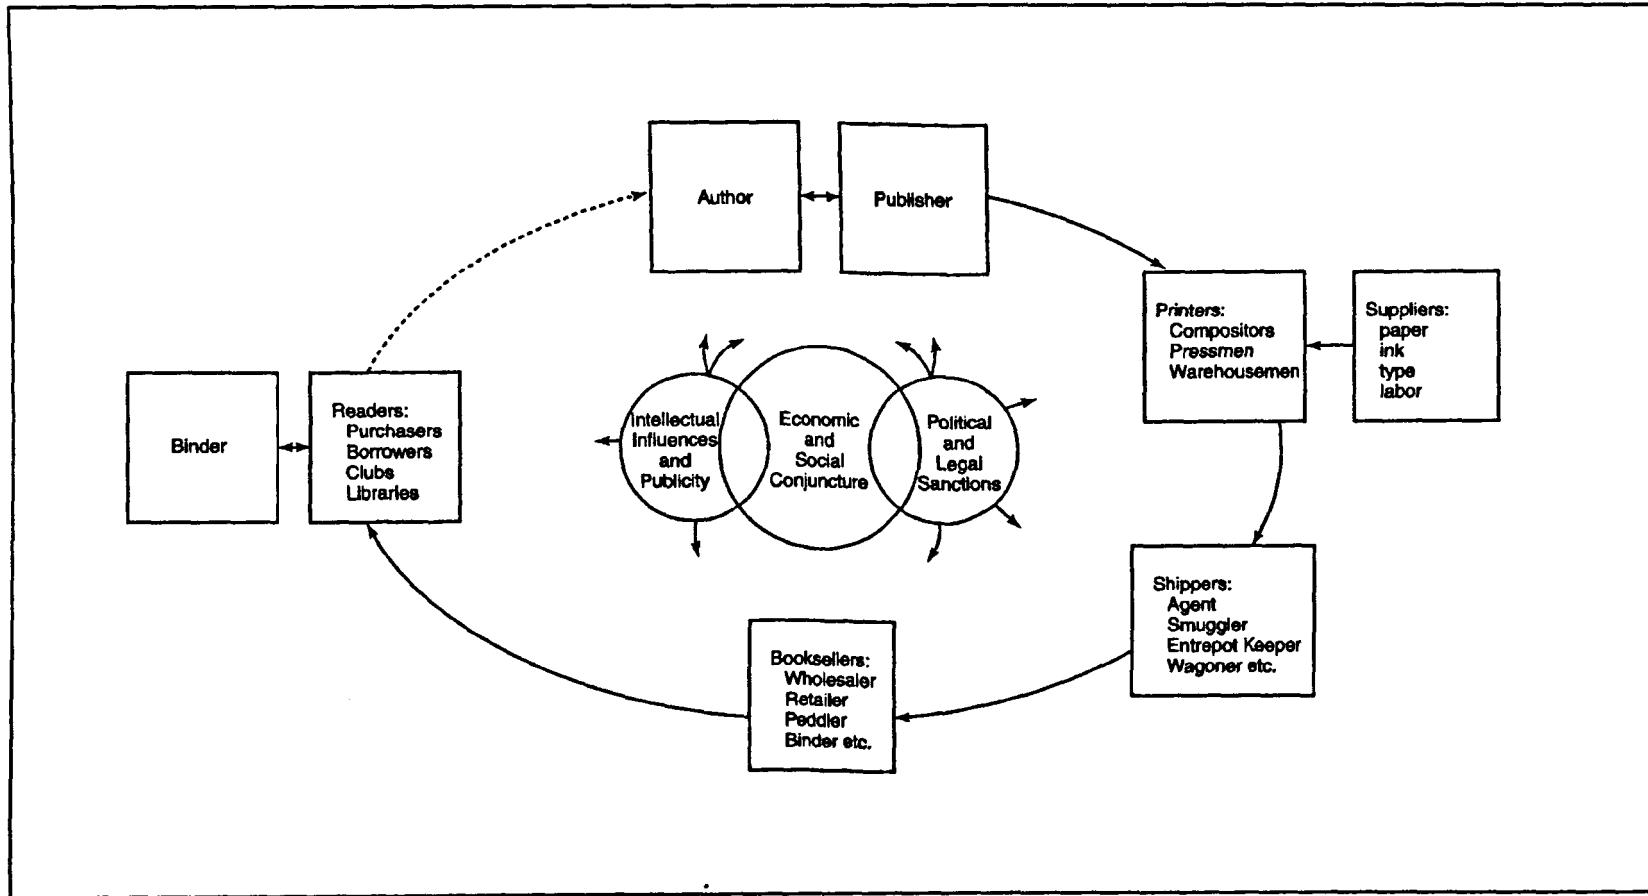 Author
Publisher
Printers:
Compositors
Pressmen
Warehousemen
Suppliers:
paper
ink
type
labor
Binder
Readers:
Purchasers
Borrowers
Clubs
Libraries
Intellectual
Influences
and
Publicity
Economic
and
Social
Conjuncture
Political
and
Legal
Sanctions
Shippers:
Agent
Smuggler
Entrepot Keeper
Wagoner etc.
Booksellers:
Wholesaler
Retailer
Peddler
Binder etc.